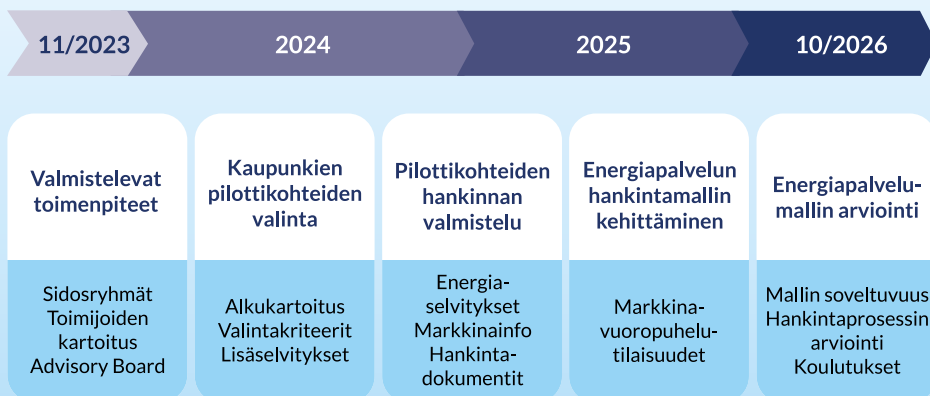 11/2023
2024
2025
10/2026
Valmistelevat
toimenpiteet
Sidosryhmät
Toimijoiden
kartoitus
Advisory Board
Kaupunkien
pilottikohteiden
valinta
Alkukartoitus
Valintakriteerit
Lisäselvitykset
Pilottikohteiden
hankinnan
valmistelu
Energia-
selvitykset
Markkinainfo
Hankinta-
dokumentit
Energiapalvelun
hankintamallin
kehittäminen
Markkina-
vuoropuhelu-
tilaisuudet
Energiapalvelu-
mallin arviointi
Mallin soveltuvuus
Hankintaprosessin
arviointi
Koulutukset